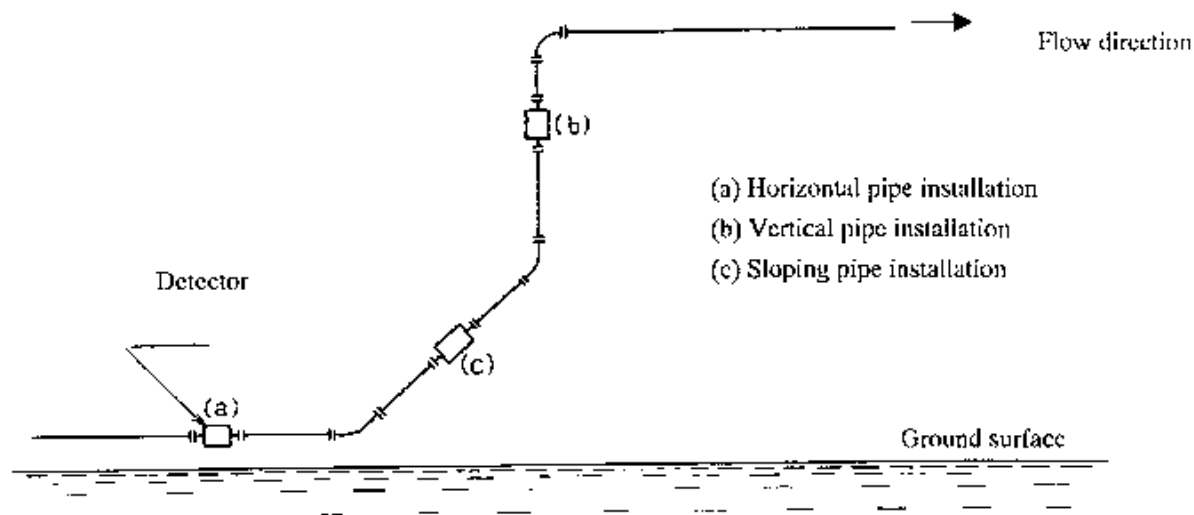 Flow direction
(b)
(a) Horizontal pipe installation
(b) Vertical pipe installation
(c) Sloping pipe installation
Detector
(c)
(a)
Ground surface